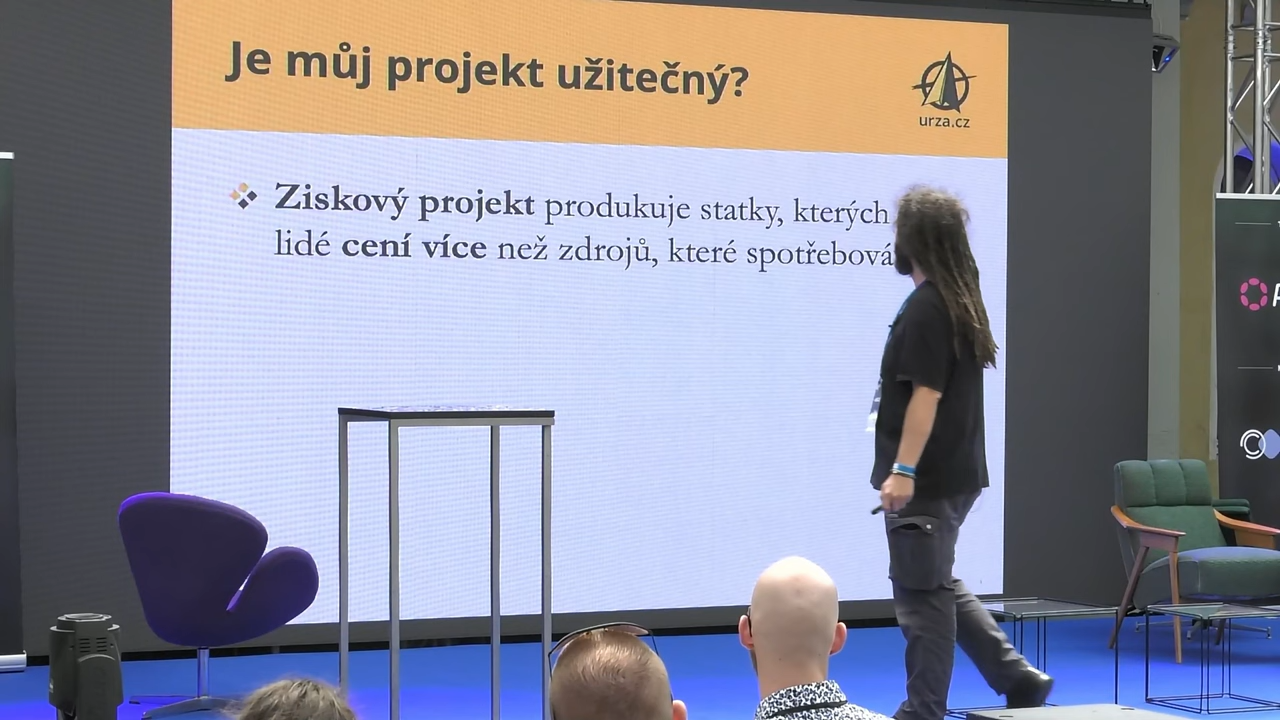 Je můj projekt užitečný?
urza.cz
Ziskový projekt produkuje statky, kterých
lidé cení více než zdrojů, které spotřebová